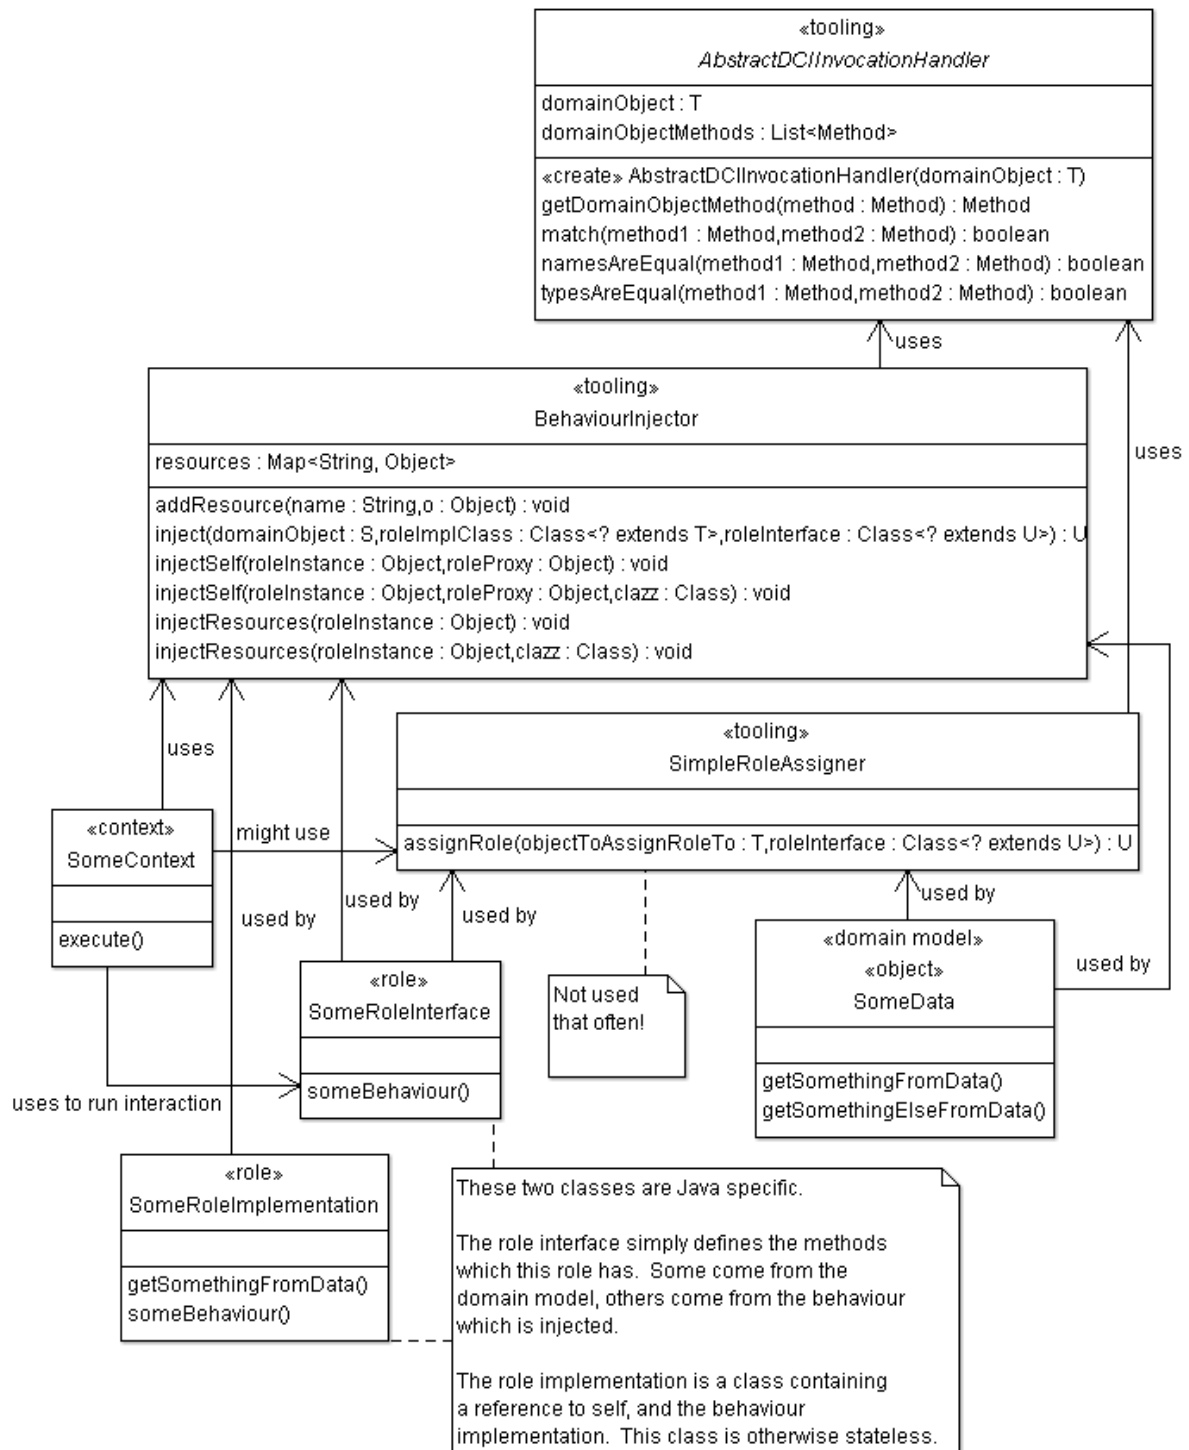 «tooling»
AbstractDCIInvocationHandler
domainObject : T
domainObjectMethods : List<Method>
«create» AbstractDCIInvocationHandler(domainObject : T)
getDomainObjectMethod(method : Method) : Method
match(method1 : Method,method2 : Method) : boolean
namesAreEqual(method1 : Method,method2 : Method) : boolean
typesAreEqual(method1 : Method,method2 : Method) : boolean
uses
uses
«tooling»
BehaviourInjector
resources : Map<String, Object>
addResource(name : String,o : Object) : void
inject(domainObject : S,roleImplClass : Class<? extends T>,roleInterface : Class<? extends U>) : U
injectSelf(roleInstance : Object,roleProxy : Object) : void
injectSelf(roleInstance : Object,roleProxy : Object,clazz : Class) : void
injectResources(roleInstance : Object) : void
injectResources(roleInstance : Object,clazz : Class) : void
uses
«tooling»
SimpleRoleAssigner
assignRole(objectToAssignRoleTo : T,roleInterface : Class<? extends U>) : U
«context»
SomeContext
execute()
might use
used by
used by
used by
used by
used by
«role»
SomeRoleInterface
someBehaviour()
Not used
that often!
«domain model»
«object»
SomeData
getSomethingFromData()
getSomethingElseFromData()
uses to run interaction
«role»
SomeRoleImplementation
getSomethingFromData()
someBehaviour()
These two classes are Java specific.
The role interface simply defines the methods
which this role has.  Some come from the
domain model, others come from the behaviour
which is injected.
The role implementation is a class containing
a reference to self, and the behaviour
implementation.  This class is otherwise stateless.